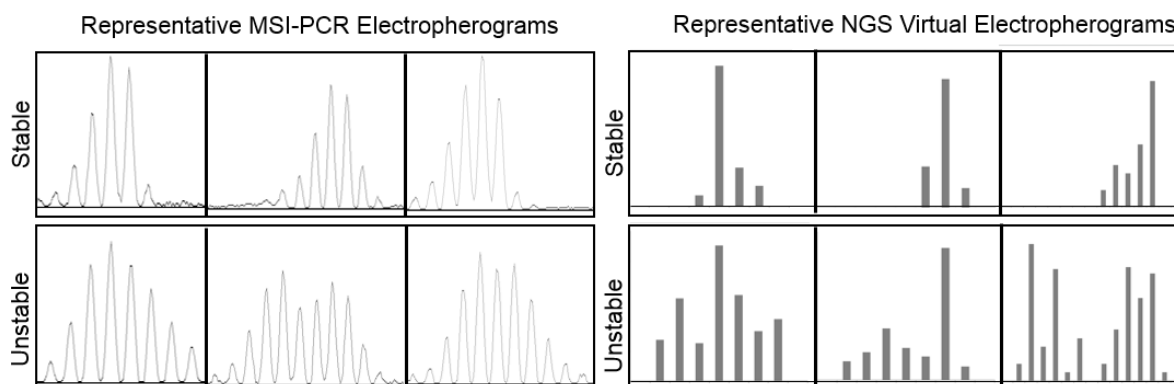 Representative MSI-PCR Electropherograms
Representative NGS Virtual Electropherograms
Stable
Stable
Unstable
Unstable